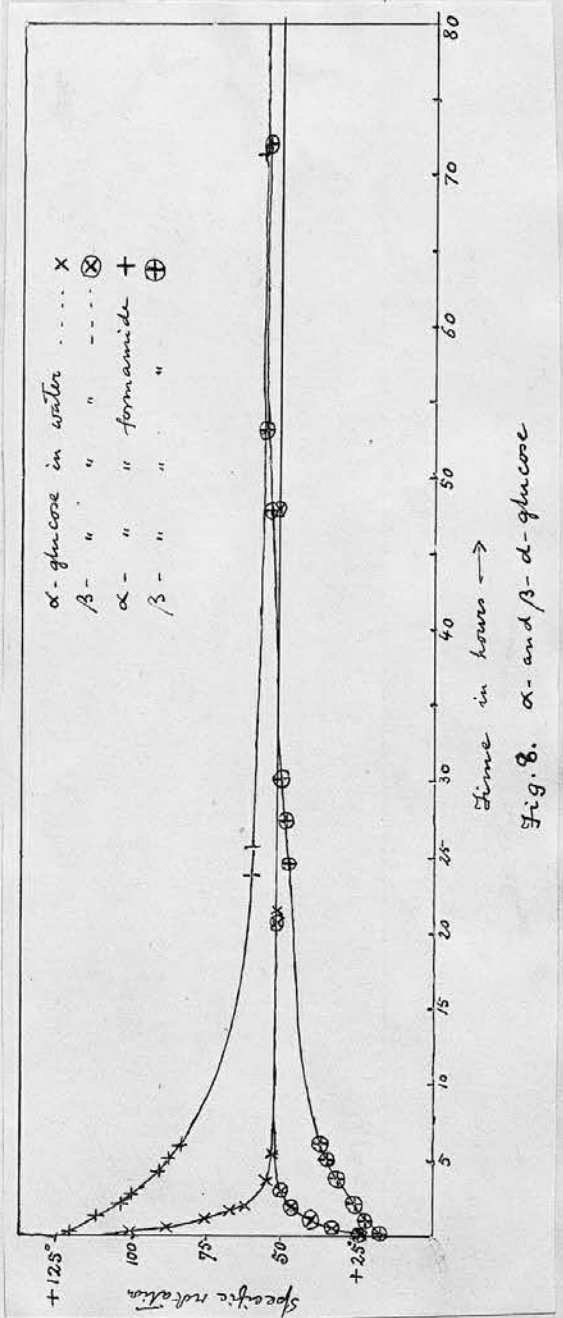 Specific rotation
+125°
100
75
50
+25°
α-glucose in water ---- ×
β- " " " ---- ⊗
α- " " formamide +
β- " " " ⊕
5
10
15
20
25
30
40
50
60
70
80
Time in hours →
Fig. 8. α- and β-d-glucose